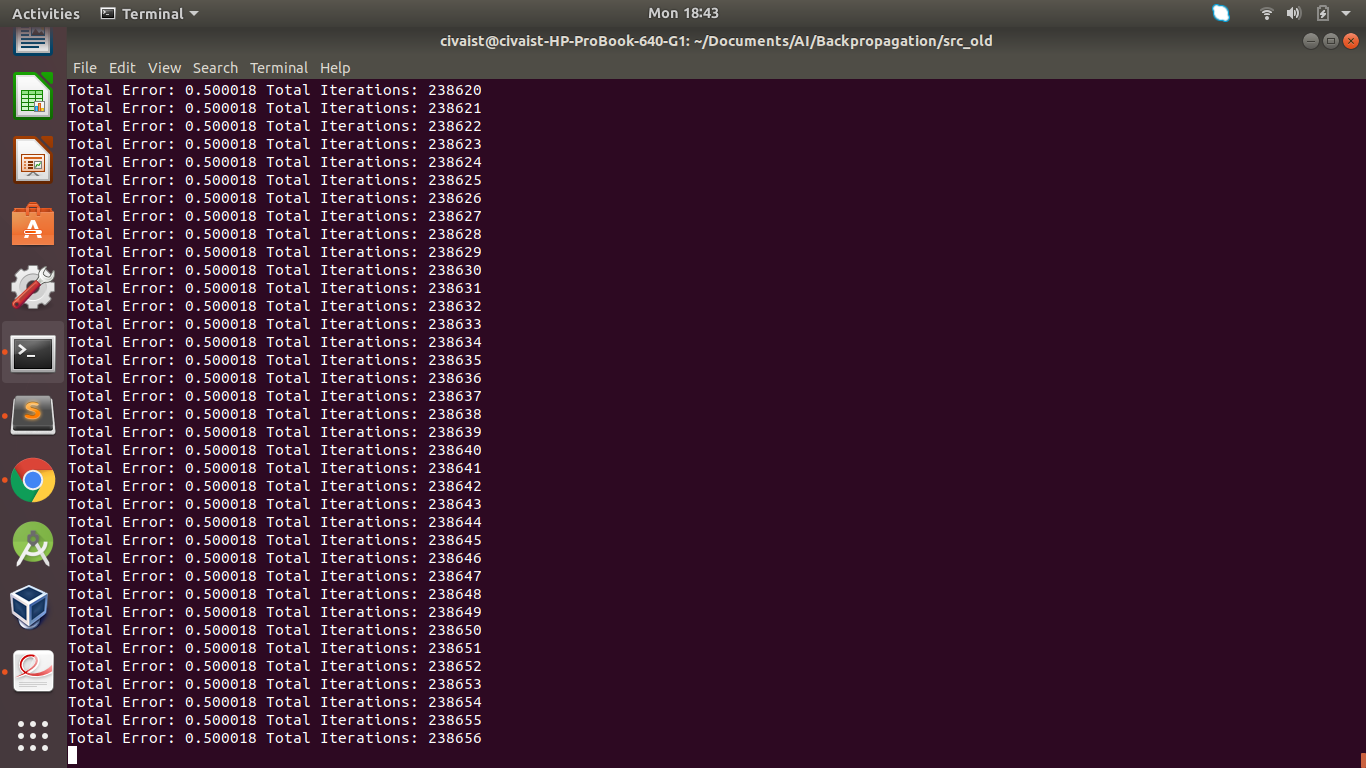 Activities Terminal Mon 18:43
civaist@civaist-HP-ProBook-640-G1: ~/Documents/AI/Backpropagation/src_old
File Edit View Search Terminal Help
Total Error: 0.500018 Total Iterations: 238620
Total Error: 0.500018 Total Iterations: 238621
Total Error: 0.500018 Total Iterations: 238622
Total Error: 0.500018 Total Iterations: 238623
Total Error: 0.500018 Total Iterations: 238624
Total Error: 0.500018 Total Iterations: 238625
Total Error: 0.500018 Total Iterations: 238626
Total Error: 0.500018 Total Iterations: 238627
Total Error: 0.500018 Total Iterations: 238628
Total Error: 0.500018 Total Iterations: 238629
Total Error: 0.500018 Total Iterations: 238630
Total Error: 0.500018 Total Iterations: 238631
Total Error: 0.500018 Total Iterations: 238632
Total Error: 0.500018 Total Iterations: 238633
Total Error: 0.500018 Total Iterations: 238634
Total Error: 0.500018 Total Iterations: 238635
Total Error: 0.500018 Total Iterations: 238636
Total Error: 0.500018 Total Iterations: 238637
Total Error: 0.500018 Total Iterations: 238638
Total Error: 0.500018 Total Iterations: 238639
Total Error: 0.500018 Total Iterations: 238640
Total Error: 0.500018 Total Iterations: 238641
Total Error: 0.500018 Total Iterations: 238642
Total Error: 0.500018 Total Iterations: 238643
Total Error: 0.500018 Total Iterations: 238644
Total Error: 0.500018 Total Iterations: 238645
Total Error: 0.500018 Total Iterations: 238646
Total Error: 0.500018 Total Iterations: 238647
Total Error: 0.500018 Total Iterations: 238648
Total Error: 0.500018 Total Iterations: 238649
Total Error: 0.500018 Total Iterations: 238650
Total Error: 0.500018 Total Iterations: 238651
Total Error: 0.500018 Total Iterations: 238652
Total Error: 0.500018 Total Iterations: 238653
Total Error: 0.500018 Total Iterations: 238654
Total Error: 0.500018 Total Iterations: 238655
Total Error: 0.500018 Total Iterations: 238656